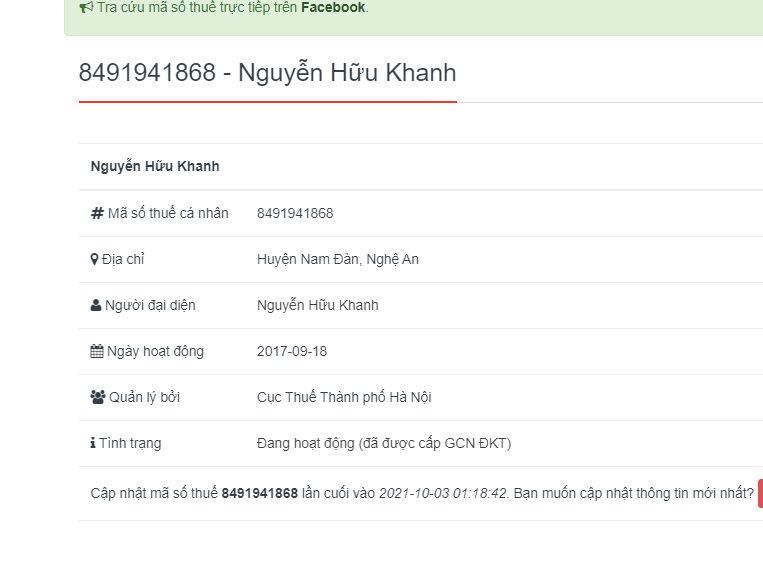 Tra cứu mã số thuế trực tiếp trên Facebook.
8491941868 - Nguyễn Hữu Khanh
Nguyễn Hữu Khanh
# Mã số thuế cá nhân 8491941868
Địa chỉ Huyện Nam Đàn, Nghệ An
Người đại diện Nguyễn Hữu Khanh
Ngày hoạt động 2017-09-18
Quản lý bởi Cục Thuế Thành phố Hà Nội
Tình trạng Đang hoạt động (đã được cấp GCN ĐKT)
Cập nhật mã số thuế 8491941868 lần cuối vào 2021-10-03 01:18:42. Bạn muốn cập nhật thông tin mới nhất?